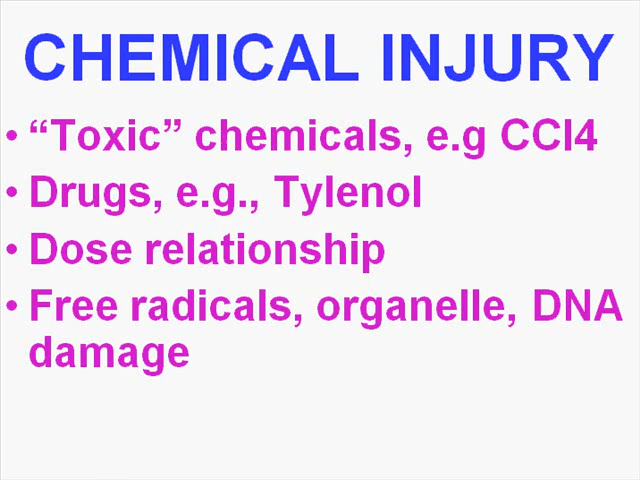 CHEMICAL INJURY
• “Toxic” chemicals, e.g CCl4
• Drugs, e.g., Tylenol
• Dose relationship
• Free radicals, organelle, DNA
damage